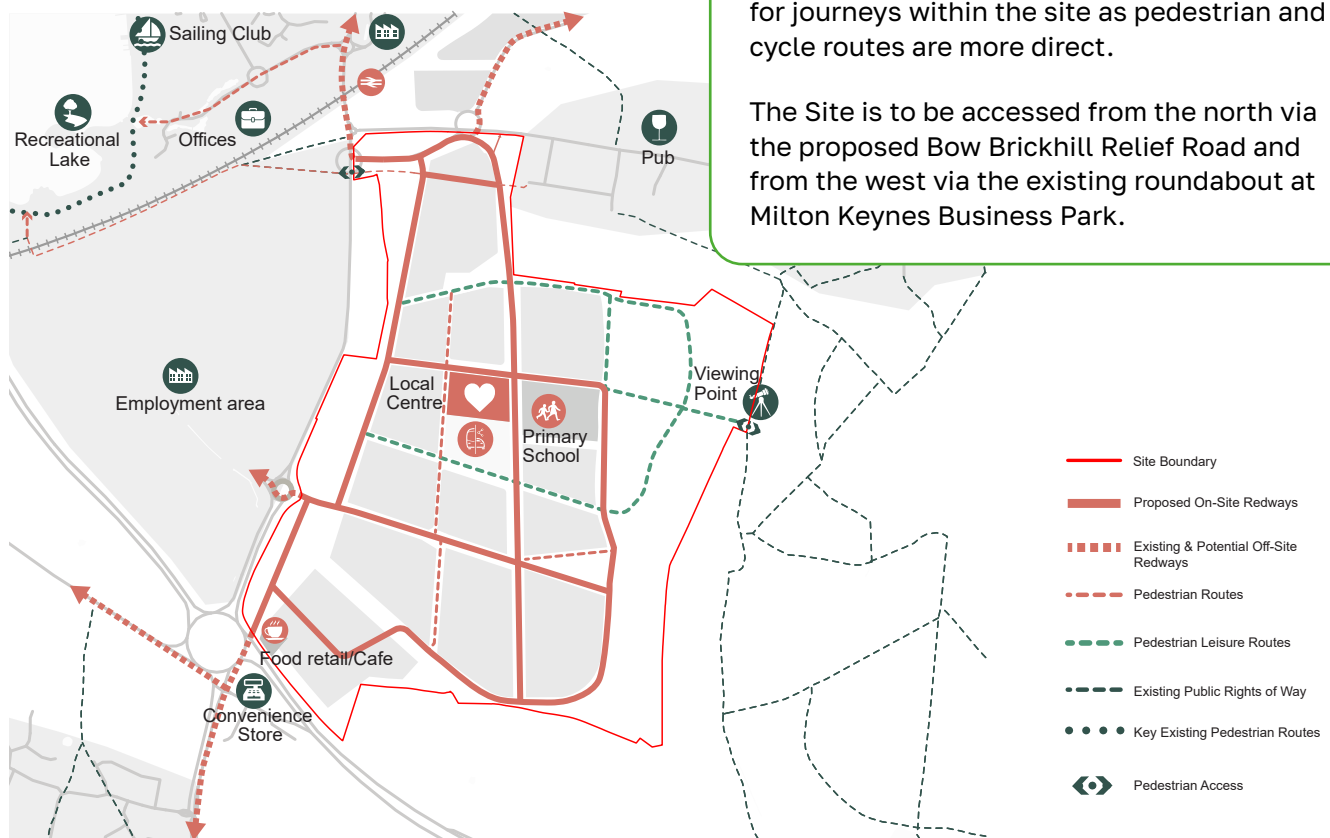 for journeys within the site as pedestrian and
cycle routes are more direct.
The Site is to be accessed from the north via
the proposed Bow Brickhill Relief Road and
from the west via the existing roundabout at
Milton Keynes Business Park.
Sailing Club
Recreational
Lake
Offices
Pub
Employment area
Local
Centre
Primary
School
Viewing
Point
Food retail/Cafe
Convenience
Store
Site Boundary
Proposed On-Site Redways
Existing & Potential Off-Site
Redways
Pedestrian Routes
Pedestrian Leisure Routes
Existing Public Rights of Way
Key Existing Pedestrian Routes
Pedestrian Access